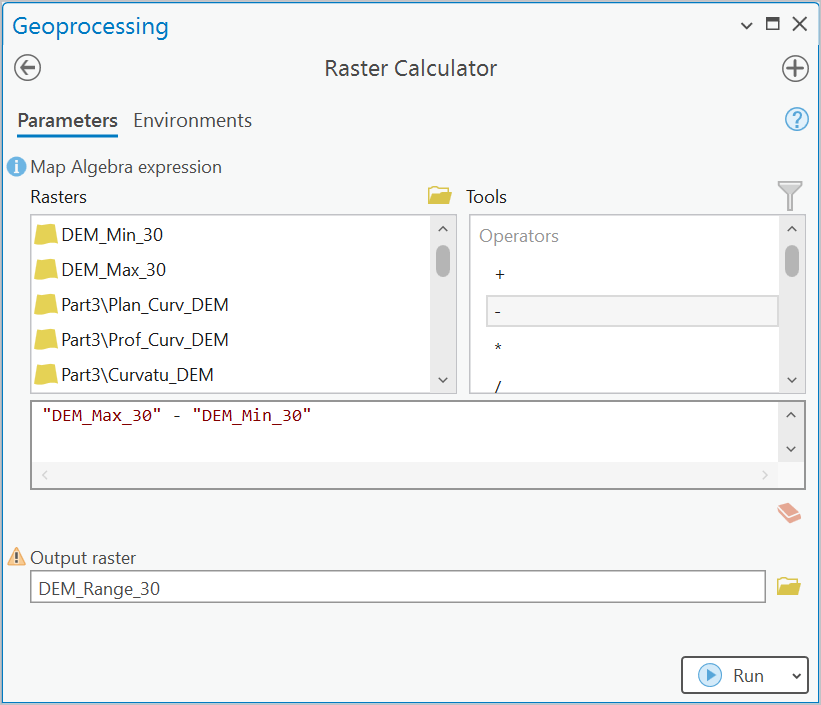 Geoprocessing
Raster Calculator
Parameters Environments
?
i Map Algebra expression
Rasters Tools
DEM_Min_30
DEM_Max_30
Part3\Plan_Curv_DEM
Part3\Prof_Curv_DEM
Part3\Curvatu_DEM
Operators
+
-
*
/
"DEM_Max_30" - "DEM_Min_30"
! Output raster
DEM_Range_30
Run